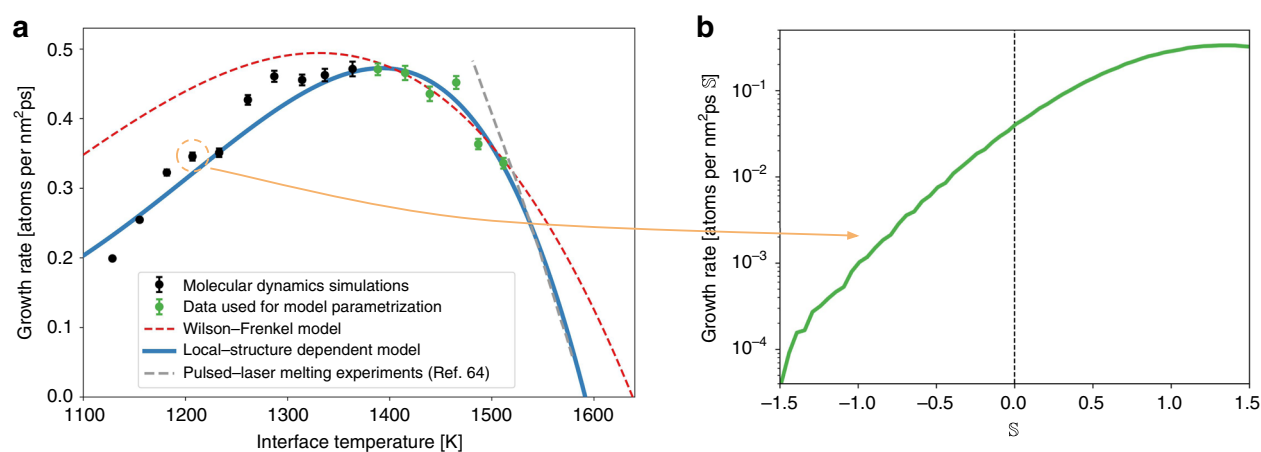 a
Growth rate [atoms per nm²ps]
0.5
0.4
0.3
0.2
0.1
0.0
1100 1200 1300 1400 1500 1600
Interface temperature [K]
Molecular dynamics simulations
Data used for model parametrization
Wilson–Frenkel model
Local–structure dependent model
Pulsed–laser melting experiments (Ref. 64)
b
Growth rate [atoms per nm²ps 𝕊]
10⁻¹
10⁻²
10⁻³
10⁻⁴
–1.5 –1.0 –0.5 0.0 0.5 1.0 1.5
𝕊